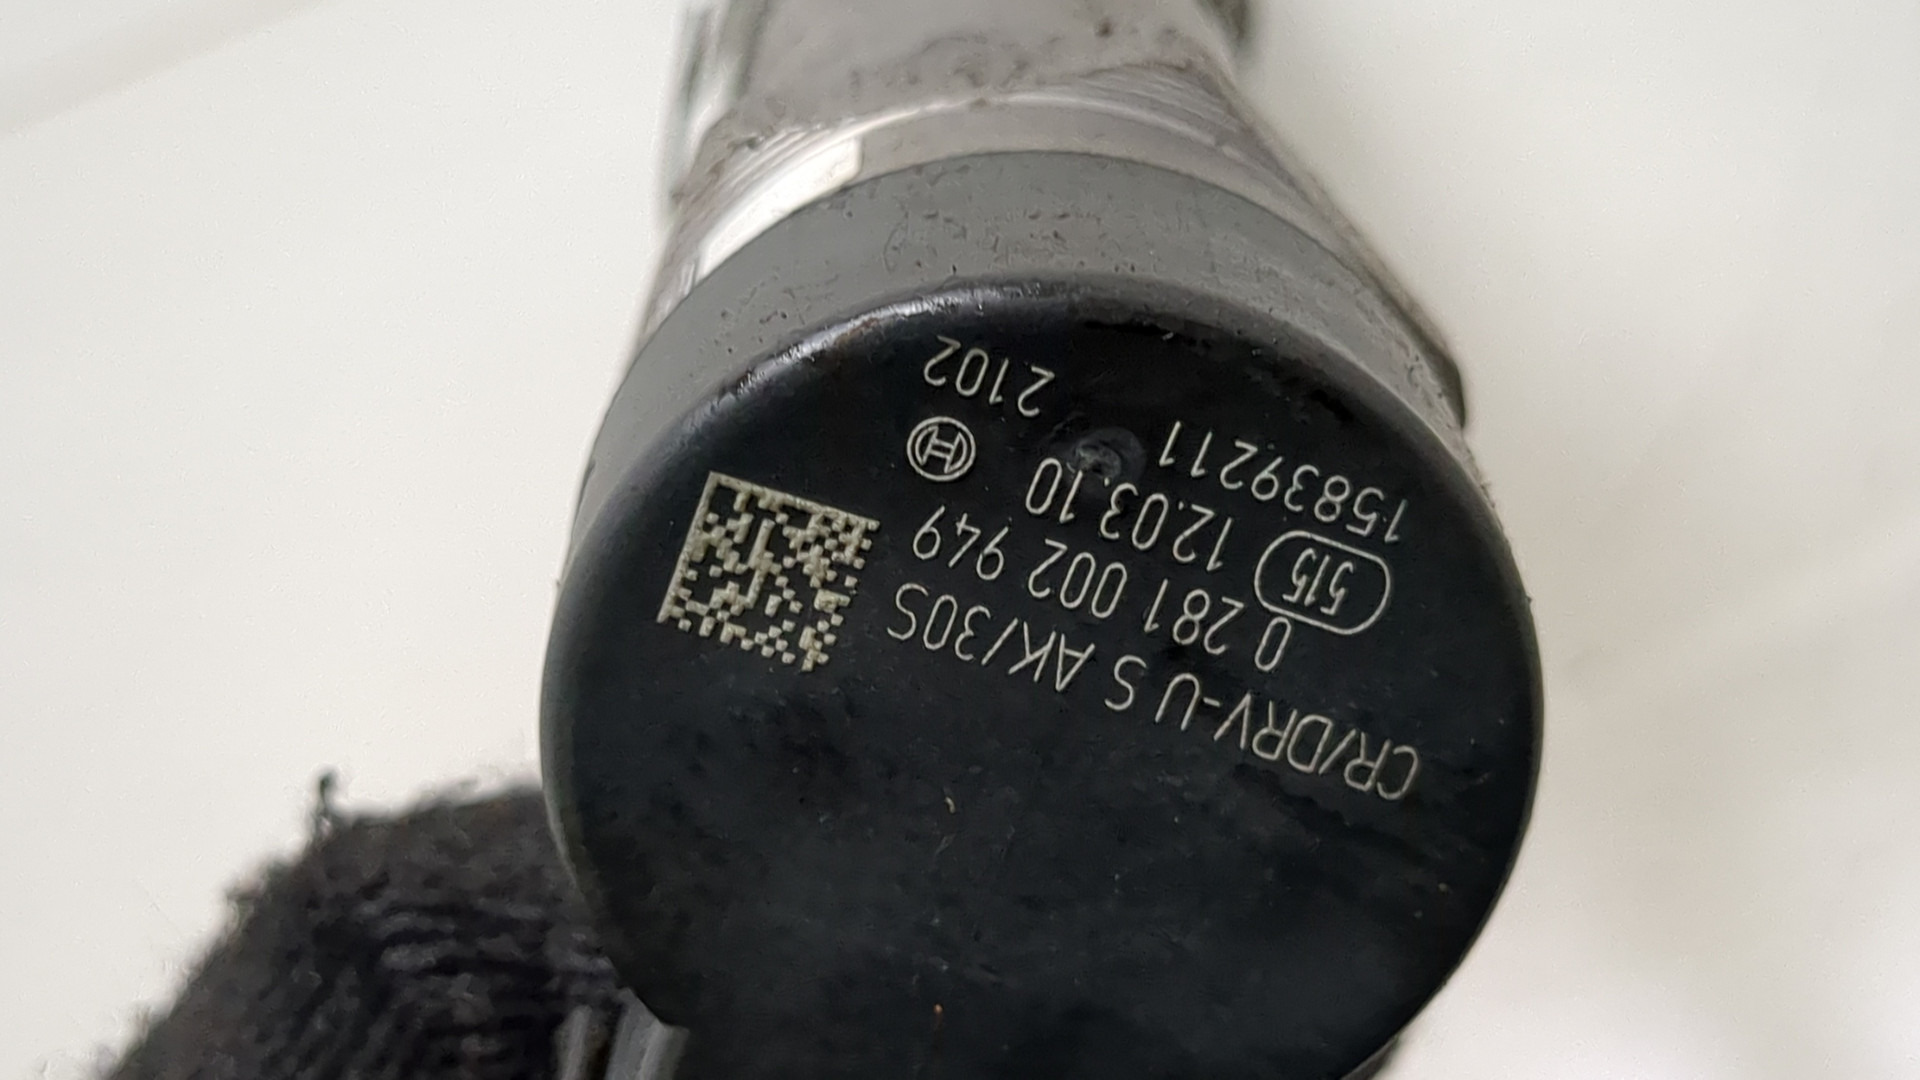 CR/DRV-U S AK/30S
0 281 002 949
515 12.03.10
15839211 2102